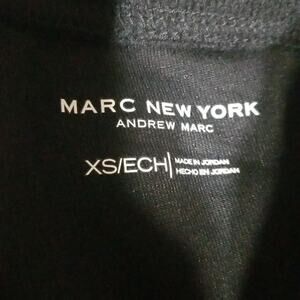 MARC NEW YORK
ANDREW MARC
XS/ECH
MADE IN JORDAN
HECHO EN JORDAN